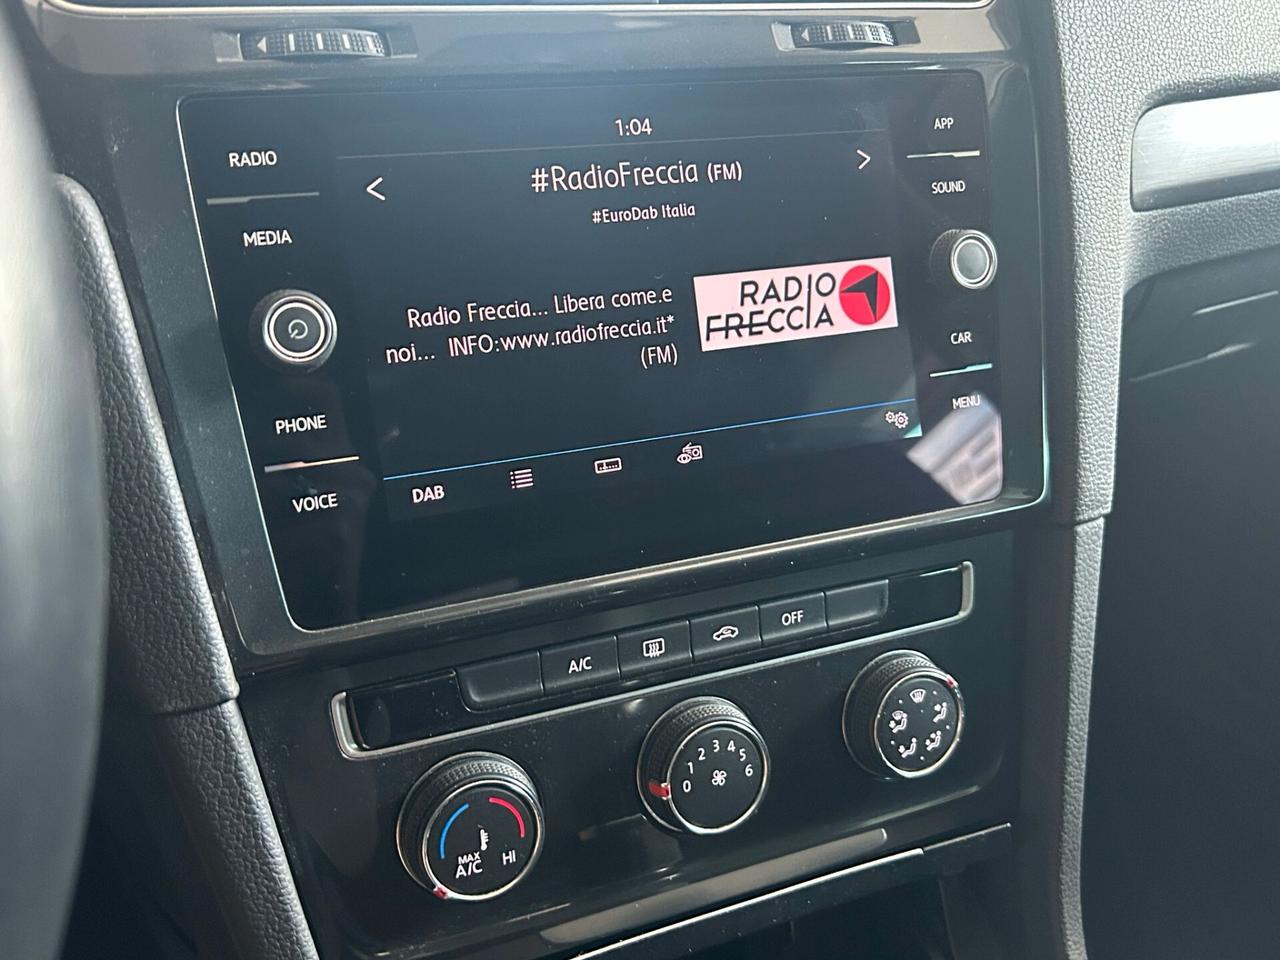 1:04
#RadioFreccia (FM)
#EuroDab Italia
Radio Freccia... Libera come.e
noi... INFO:www.radiofreccia.it*
(FM)
RADIO
FRECCIA
RADIO
MEDIA
PHONE
VOICE
APP
SOUND
CAR
MENU
DAB
A/C
OFF
MAX
A/C
HI
0 1 2 3 4 5 6